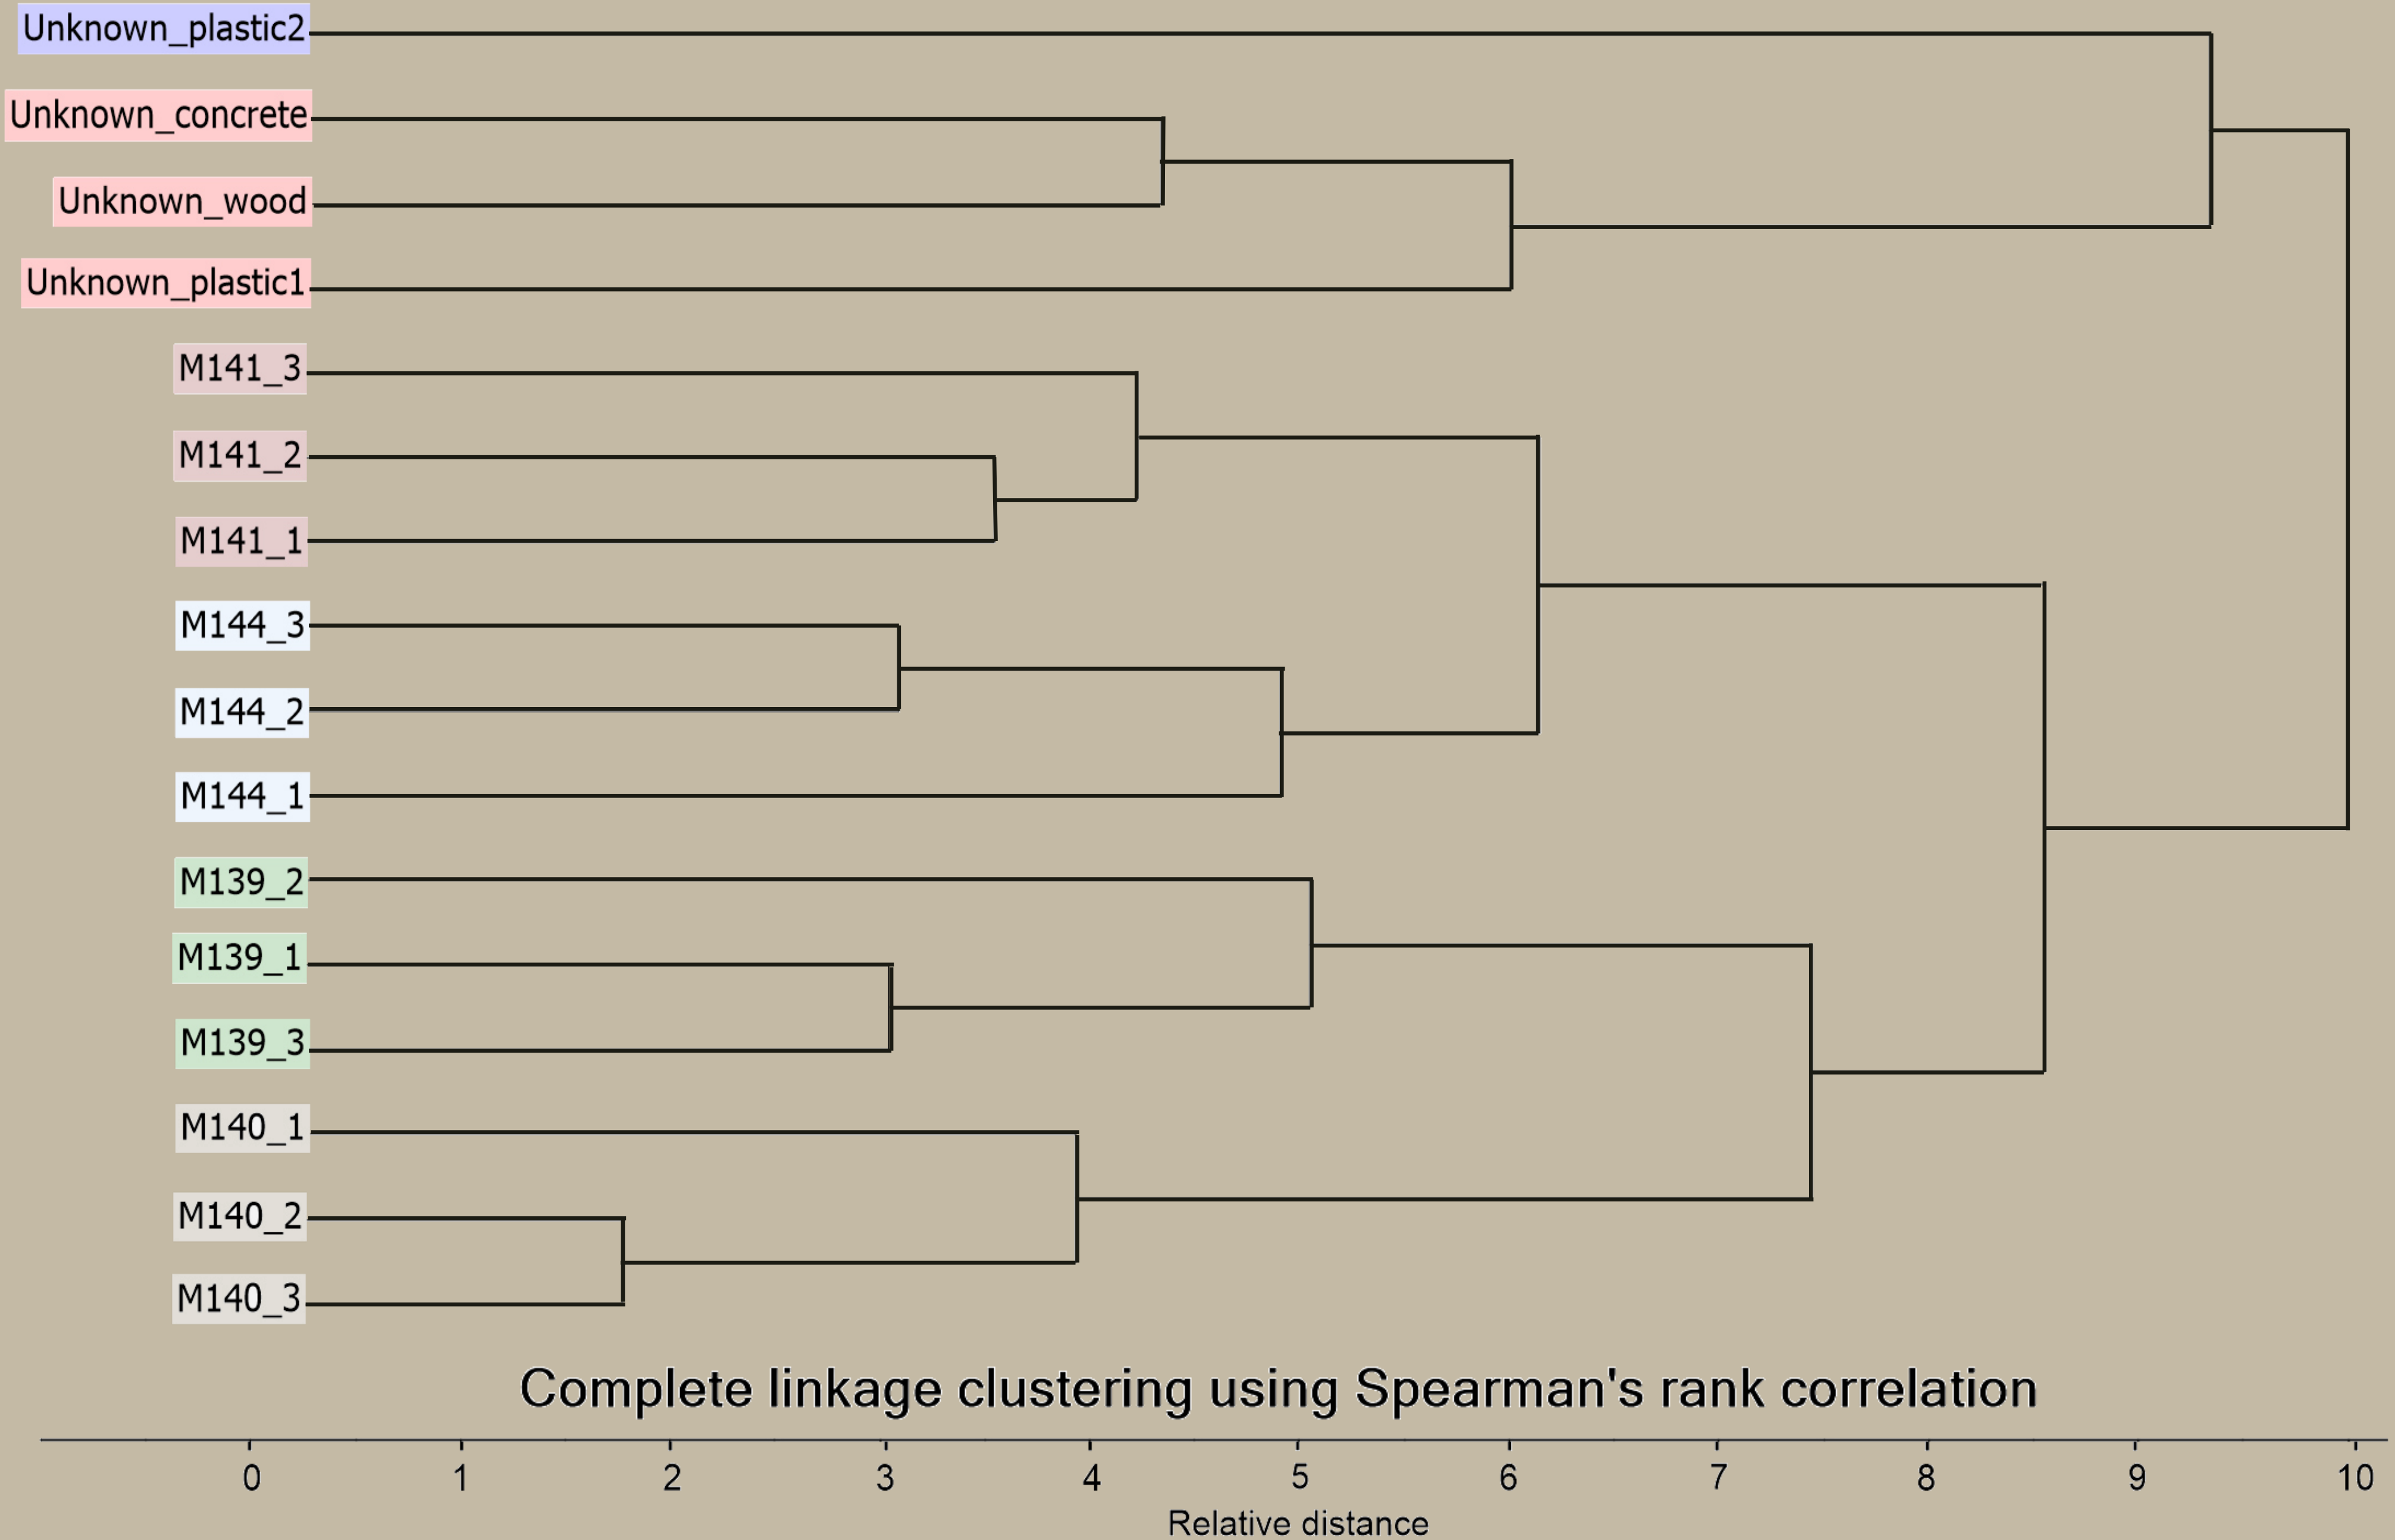 Unknown_plastic2
Unknown_concrete
Unknown_wood
Unknown_plastic1
M141_3
M141_2
M141_1
M144_3
M144_2
M144_1
M139_2
M139_1
M139_3
M140_1
M140_2
M140_3
Complete linkage clustering using Spearman's rank correlation
0 1 2 3 4 5 6 7 8 9 10
Relative distance